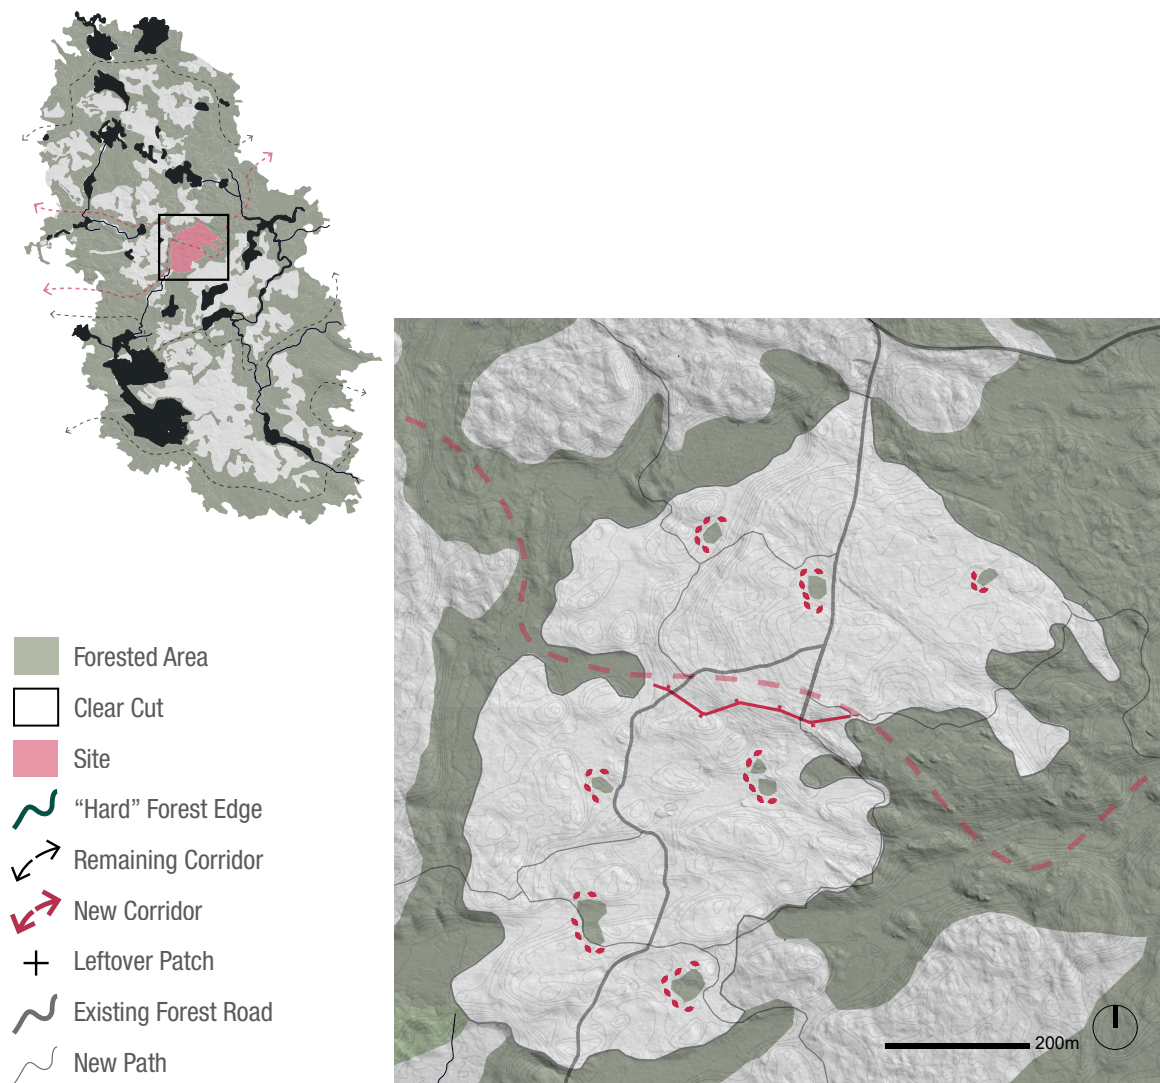 Forested Area
Clear Cut
Site
“Hard” Forest Edge
Remaining Corridor
New Corridor
Leftover Patch
Existing Forest Road
New Path
200m